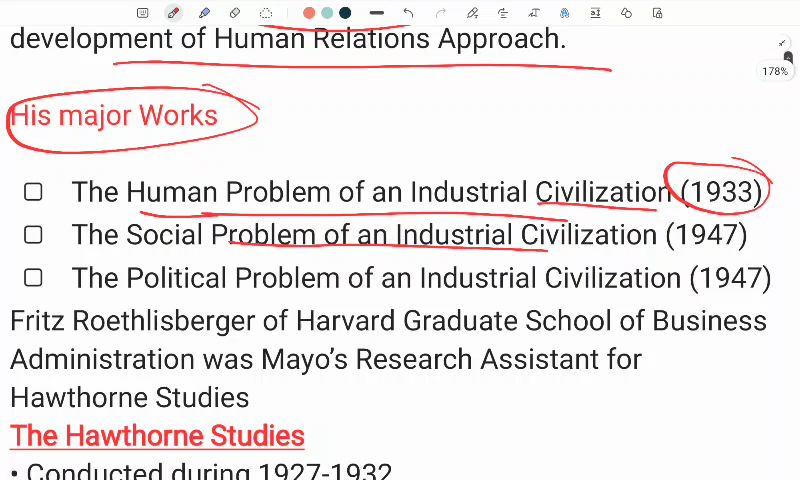 178%
development of Human Relations Approach.
His major Works
The Human Problem of an Industrial Civilization (1933)
The Social Problem of an Industrial Civilization (1947)
The Political Problem of an Industrial Civilization (1947)
Fritz Roethlisberger of Harvard Graduate School of Business
Administration was Mayo’s Research Assistant for
Hawthorne Studies
The Hawthorne Studies
• Conducted during 1927-1932